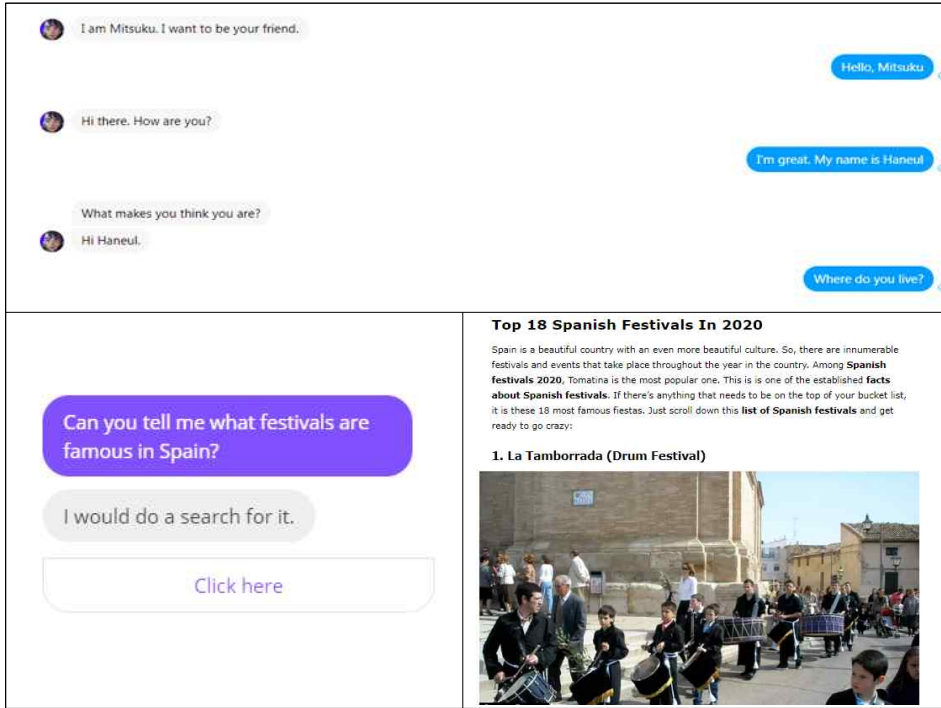 I am Mitsuku. I want to be your friend.
Hello, Mitsuku
Hi there. How are you?
I'm great. My name is Haneul
What makes you think you are?
Hi Haneul.
Where do you live?
Can you tell me what festivals are
famous in Spain?
I would do a search for it.
Click here
Top 18 Spanish Festivals In 2020
Spain is a beautiful country with an even more beautiful culture. So, there are innumerable
festivals and events that take place throughout the year in the country. Among Spanish
festivals 2020, Tomatina is the most popular one. This is is one of the established facts
about Spanish festivals. If there's anything that needs to be on the top of your bucket list,
it is these 18 most famous fiestas. Just scroll down this list of Spanish festivals and get
ready to go crazy:
1. La Tamborrada (Drum Festival)